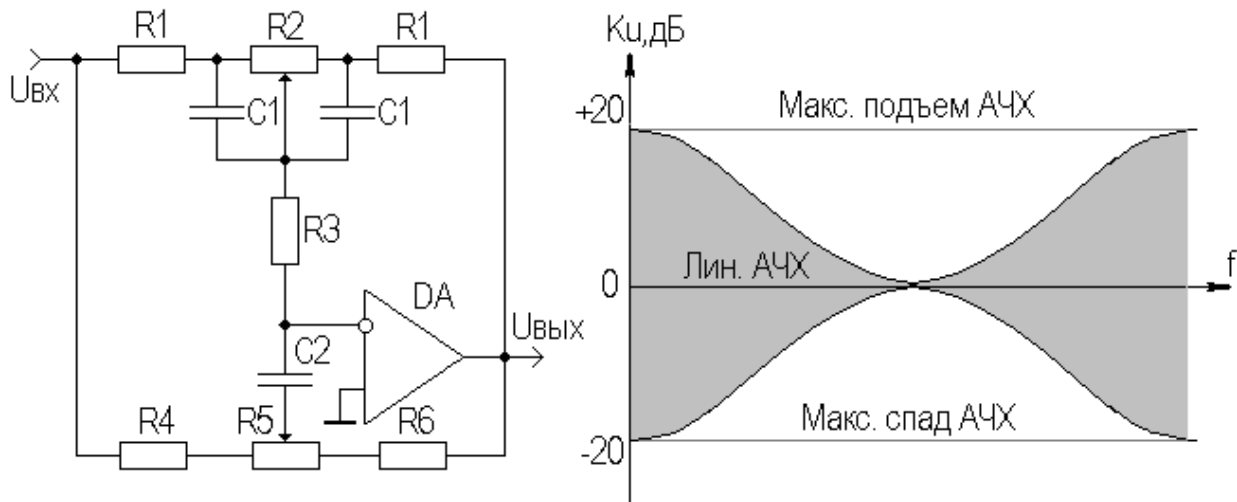 R1
R2
R1
Uвх
C1
C1
R3
DA
Uвых
C2
R4
R5
R6
Ku,дБ
+20
Макс. подъем АЧХ
Лин. АЧХ
0
f
Макс. спад АЧХ
-20